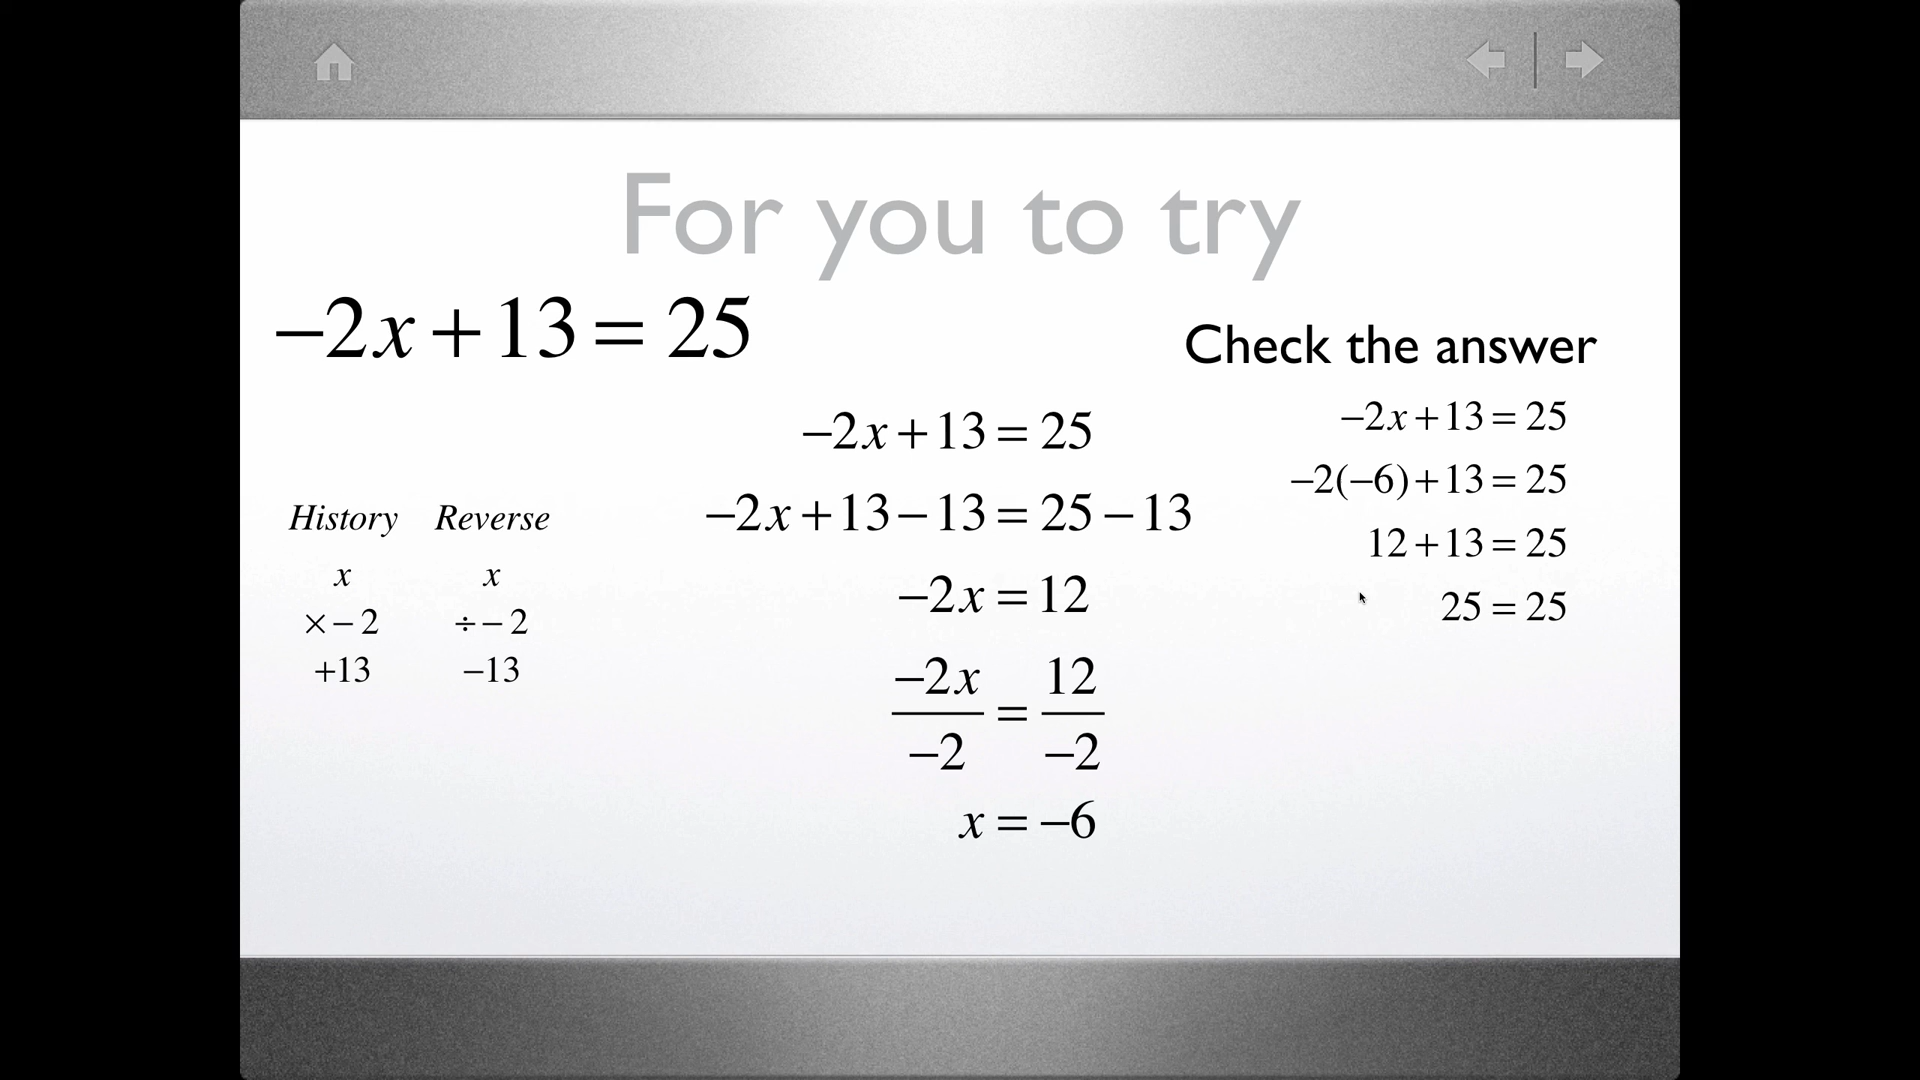 For you to try
−2x + 13 = 25
Check the answer
History Reverse
x x
× − 2 ÷ − 2
+13 −13
−2x + 13 = 25
−2x + 13 − 13 = 25 − 13
−2x = 12
−2x/−2 = 12/−2
x = −6
−2x + 13 = 25
−2(−6) + 13 = 25
12 + 13 = 25
25 = 25